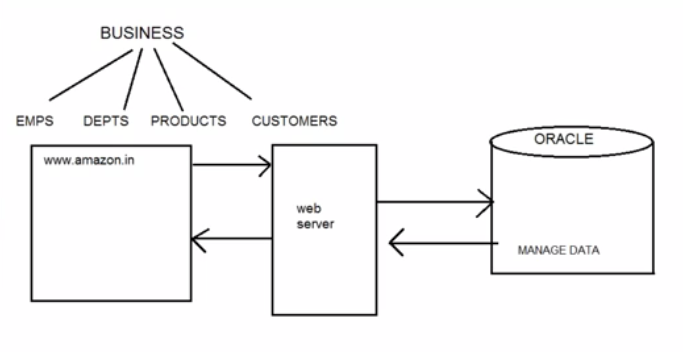 BUSINESS
EMPS DEPTS PRODUCTS CUSTOMERS
www.amazon.in
ORACLE
web
server
MANAGE DATA